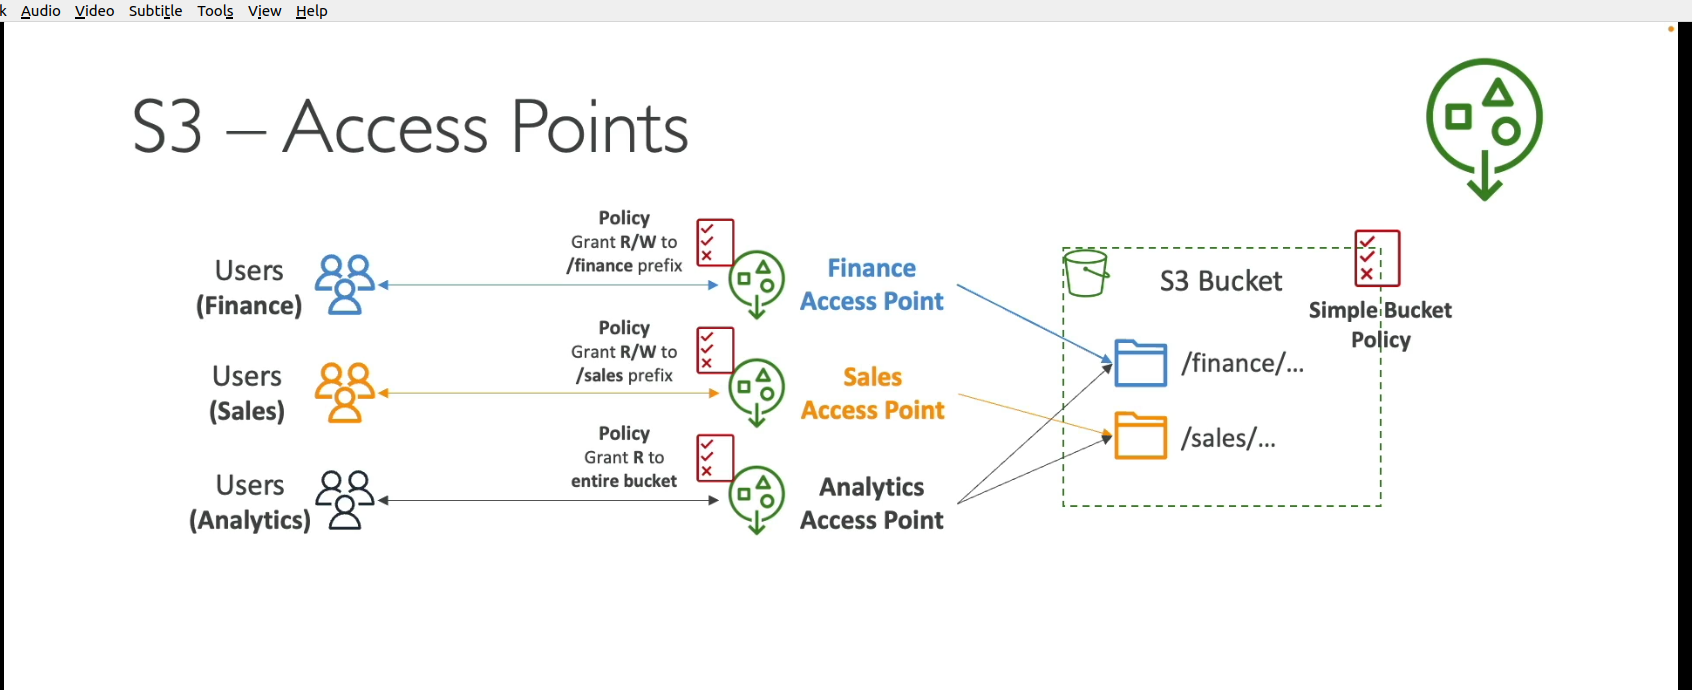 k Audio Video Subtitle Tools View Help
S3 – Access Points
Users
(Finance)
Policy
Grant R/W to
/finance prefix
Finance
Access Point
Users
(Sales)
Policy
Grant R/W to
/sales prefix
Sales
Access Point
Users
(Analytics)
Policy
Grant R to
entire bucket
Analytics
Access Point
S3 Bucket
Simple Bucket
Policy
/finance/...
/sales/...